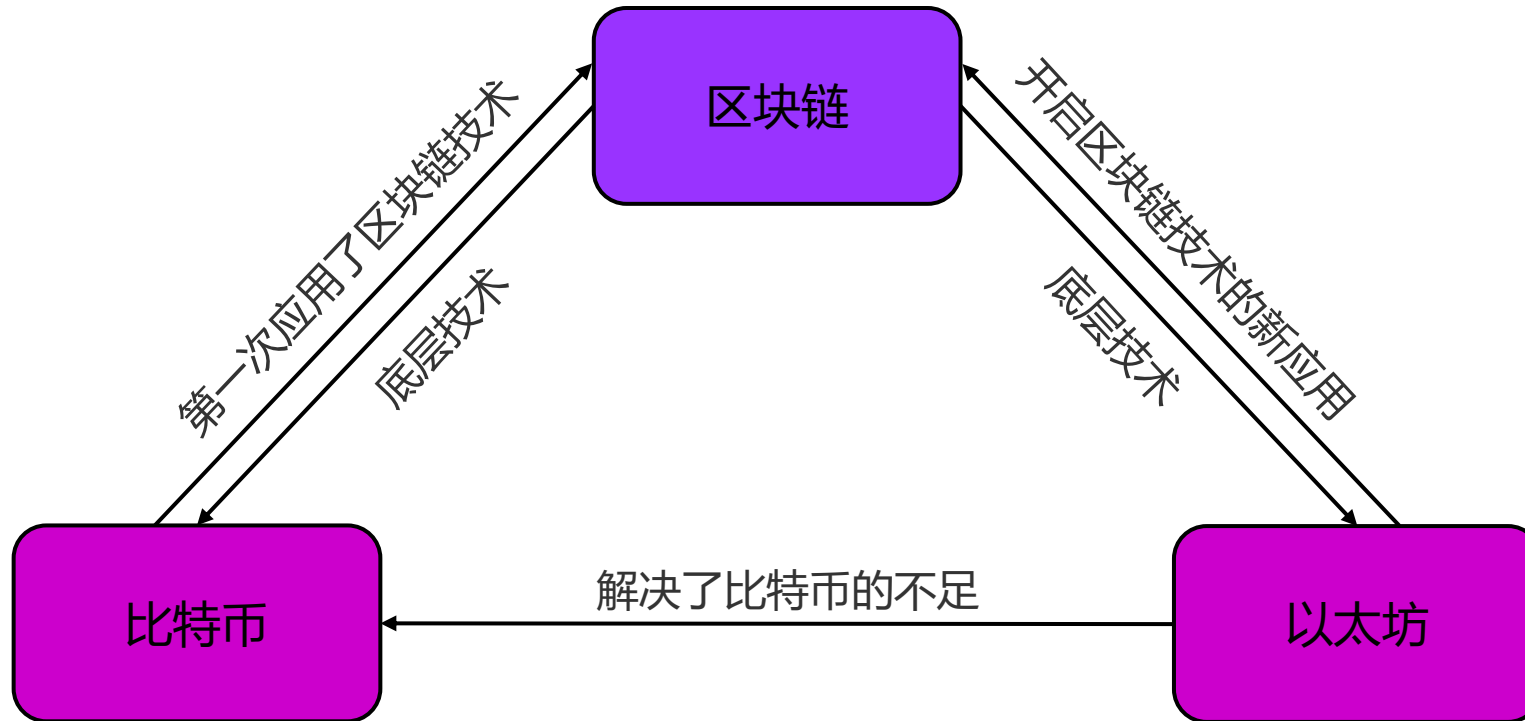 区块链
第一次应用了区块链技术
底层技术
开启区块链技术的新应用
底层技术
比特币
解决了比特币的不足
以太坊